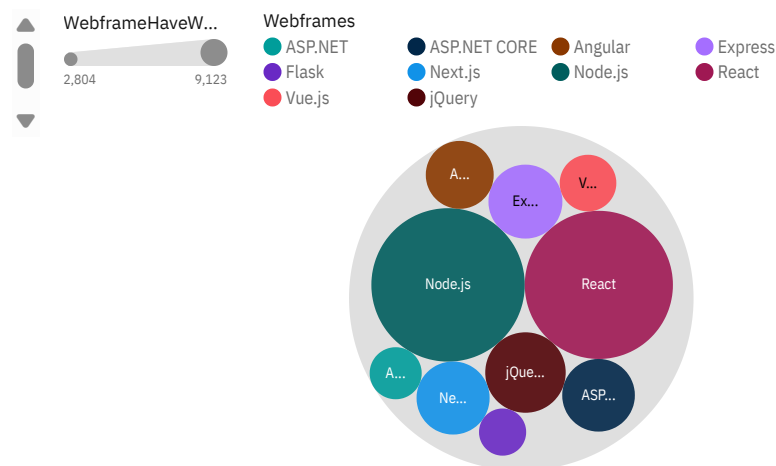 WebframeHaveW...
2,804 9,123
Webframes
ASP.NET ASP.NET CORE Angular Express
Flask Next.js Node.js React
Vue.js jQuery
A...
V...
Ex...
Node.js React
A... jQue...
Ne... ASP...